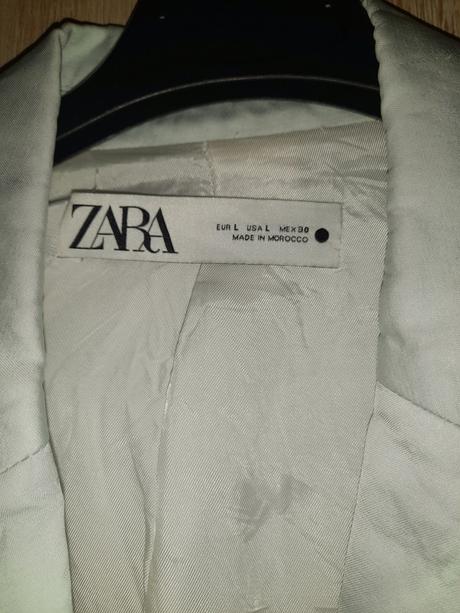 ZARA
EUR L USA L MEX 30
MADE IN MOROCCO